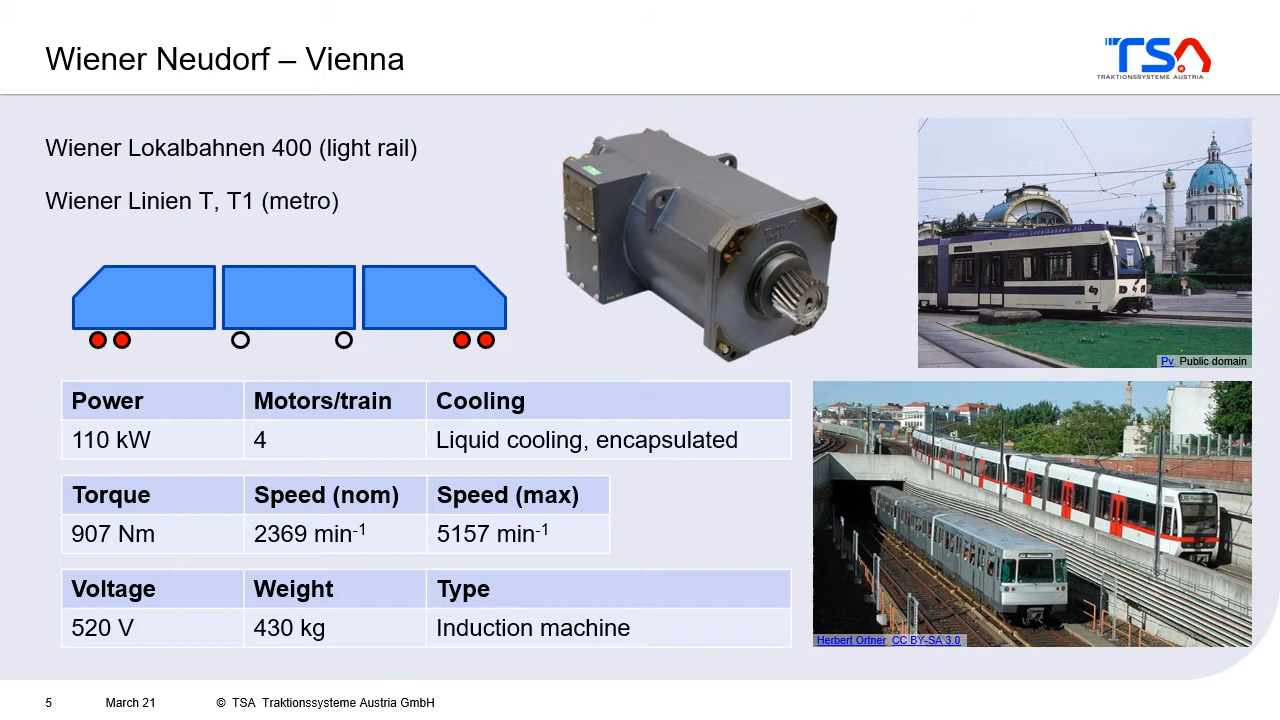 Wiener Neudorf – Vienna
TSA
TRAKTIONSSYSTEME AUSTRIA
Wiener Lokalbahnen 400 (light rail)
Wiener Linien T, T1 (metro)
Wiener Lokalbahnen AG
Pv Public domain
Power Motors/train Cooling
110 kW 4 Liquid cooling, encapsulated
Torque Speed (nom) Speed (max)
907 Nm 2369 min⁻¹ 5157 min⁻¹
Voltage Weight Type
520 V 430 kg Induction machine
Herbert Ortner CC BY-SA 3.0
5 March 21 © TSA Traktionssysteme Austria GmbH